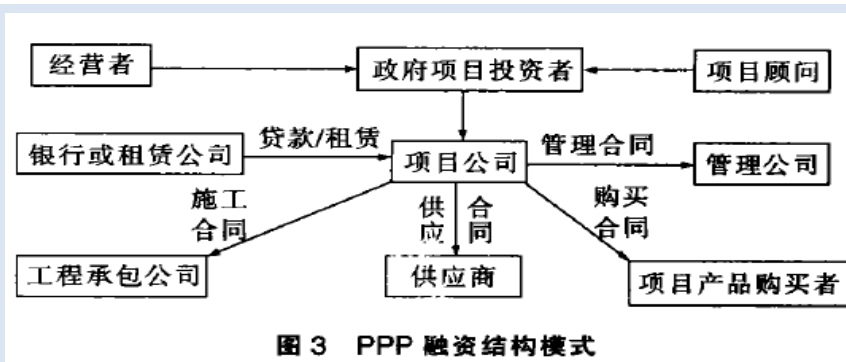 经营者 政府项目投资者 项目顾问
贷款/租赁 管理合同
银行或租赁公司 项目公司 管理公司
施工 供 合 购买
合同 应 同 合同
工程承包公司 供应商 项目产品购买者
图 3 PPP 融资结构模式